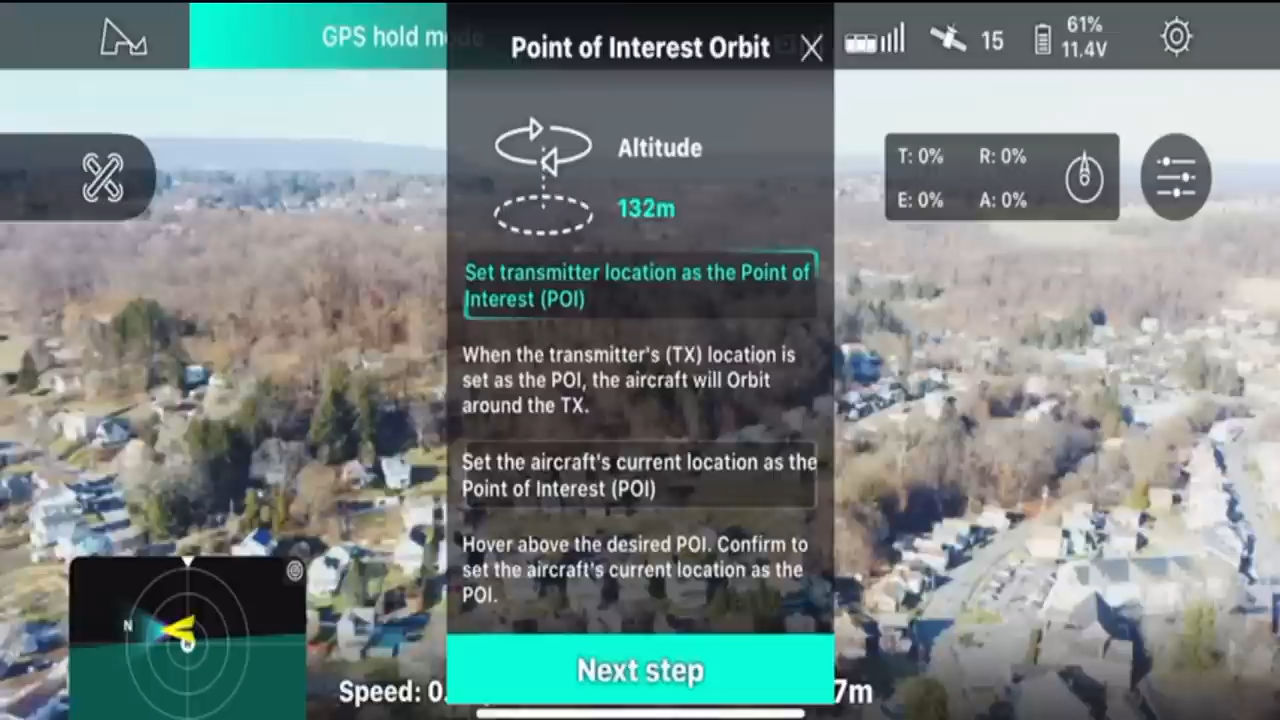 GPS hold mode
Point of Interest Orbit
15
61%
11.4V
Altitude
132m
T: 0% R: 0%
E: 0% A: 0%
Set transmitter location as the Point of
Interest (POI)
When the transmitter's (TX) location is
set as the POI, the aircraft will Orbit
around the TX.
Set the aircraft's current location as the
Point of Interest (POI)
Hover above the desired POI. Confirm to
set the aircraft's current location as the
POI.
N
H
Next step
Speed: 0.
7m